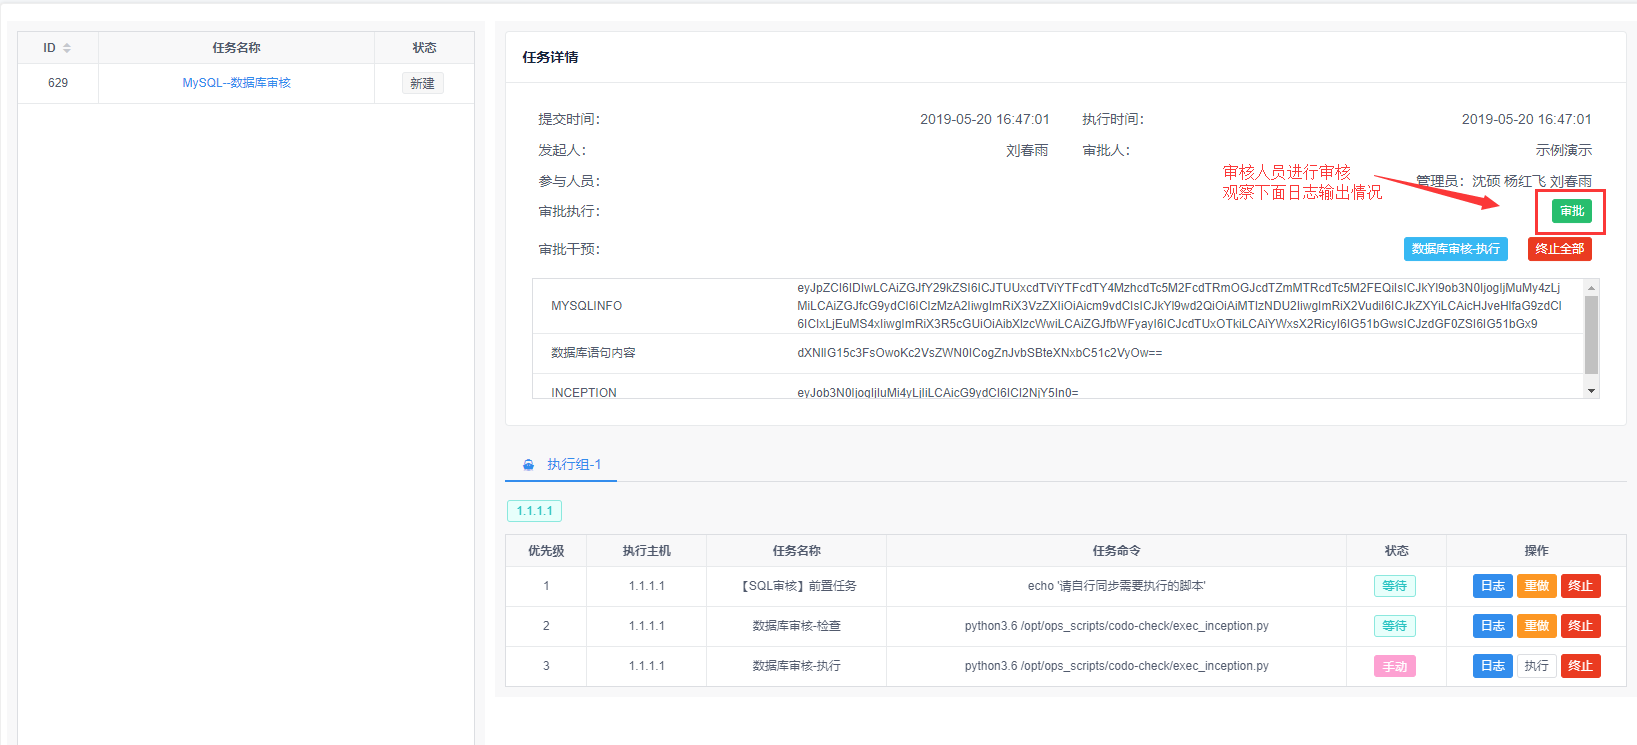 ID 任务名称 状态
629 MySQL--数据库审核 新建
任务详情
提交时间： 2019-05-20 16:47:01 执行时间： 2019-05-20 16:47:01
发起人： 刘春雨 审批人： 示例演示
参与人员： 管理员：沈硕 杨红飞 刘春雨
审核人员进行审核
观察下面日志输出情况
审批执行： 审批
审批干预： 数据库审核-执行 终止全部
MYSQLINFO
数据库语句内容 dXNlIG15c3FsOwoKc2VsZWN0ICogZnJvbSBteXNxbC51c2VyOw==
INCEPTION
执行组-1
1.1.1.1
优先级 执行主机 任务名称 任务命令 状态 操作
1 1.1.1.1 【SQL审核】前置任务 echo '请自行同步需要执行的脚本' 等待 日志 重做 终止
2 1.1.1.1 数据库审核-检查 python3.6 /opt/ops_scripts/codo-check/exec_inception.py 等待 日志 重做 终止
3 1.1.1.1 数据库审核-执行 python3.6 /opt/ops_scripts/codo-check/exec_inception.py 手动 日志 执行 终止